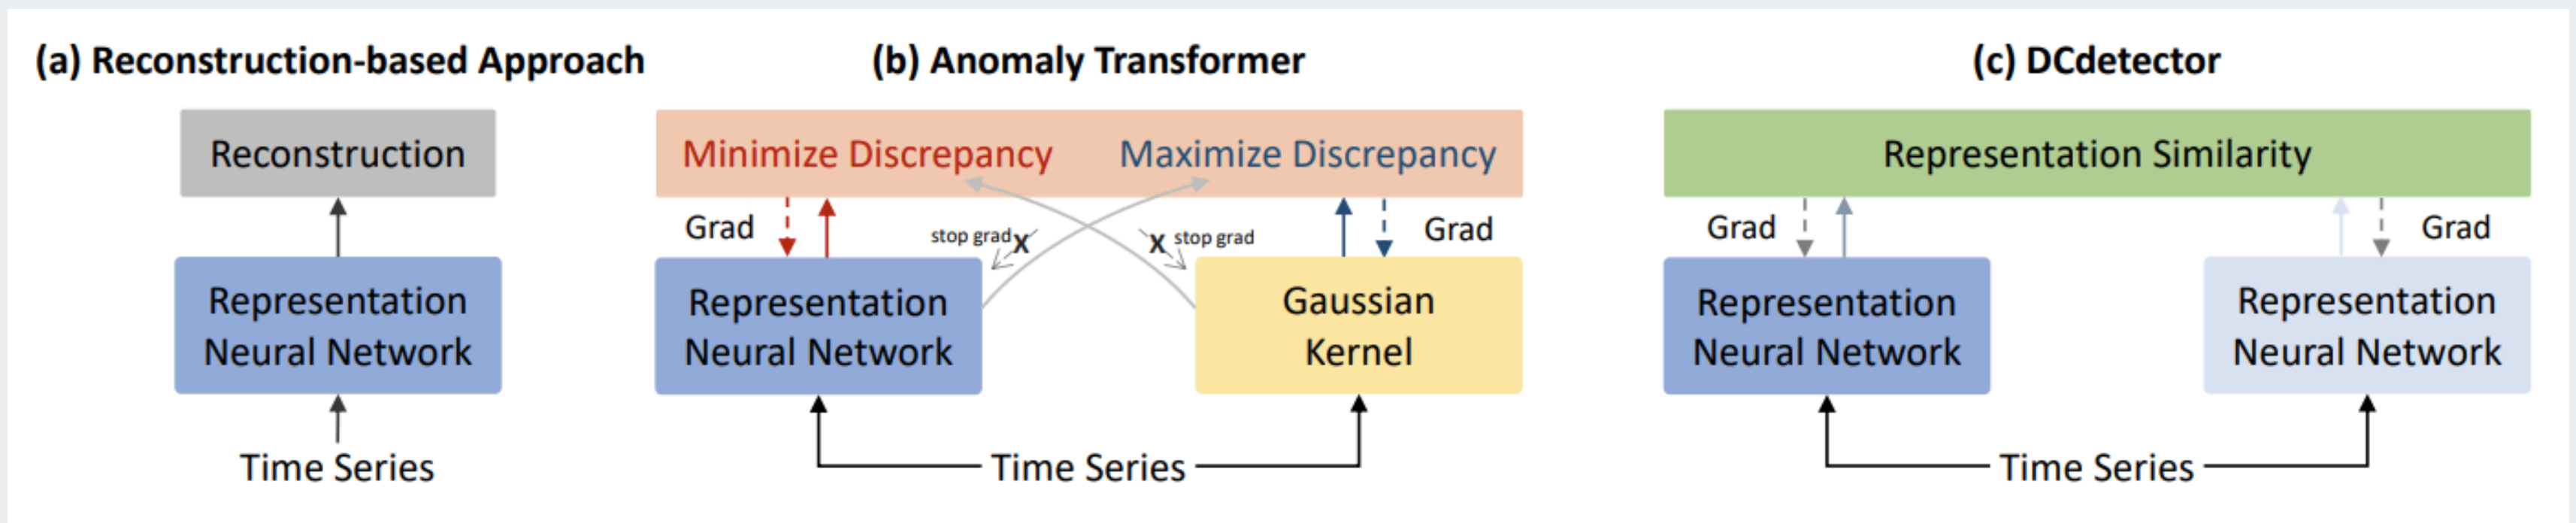 (a) Reconstruction-based Approach
Reconstruction
Representation
Neural Network
Time Series
(b) Anomaly Transformer
Minimize Discrepancy
Maximize Discrepancy
Grad
stop grad
X
X
stop grad
Grad
Representation
Neural Network
Gaussian
Kernel
Time Series
(c) DCdetector
Representation Similarity
Grad
Grad
Representation
Neural Network
Representation
Neural Network
Time Series